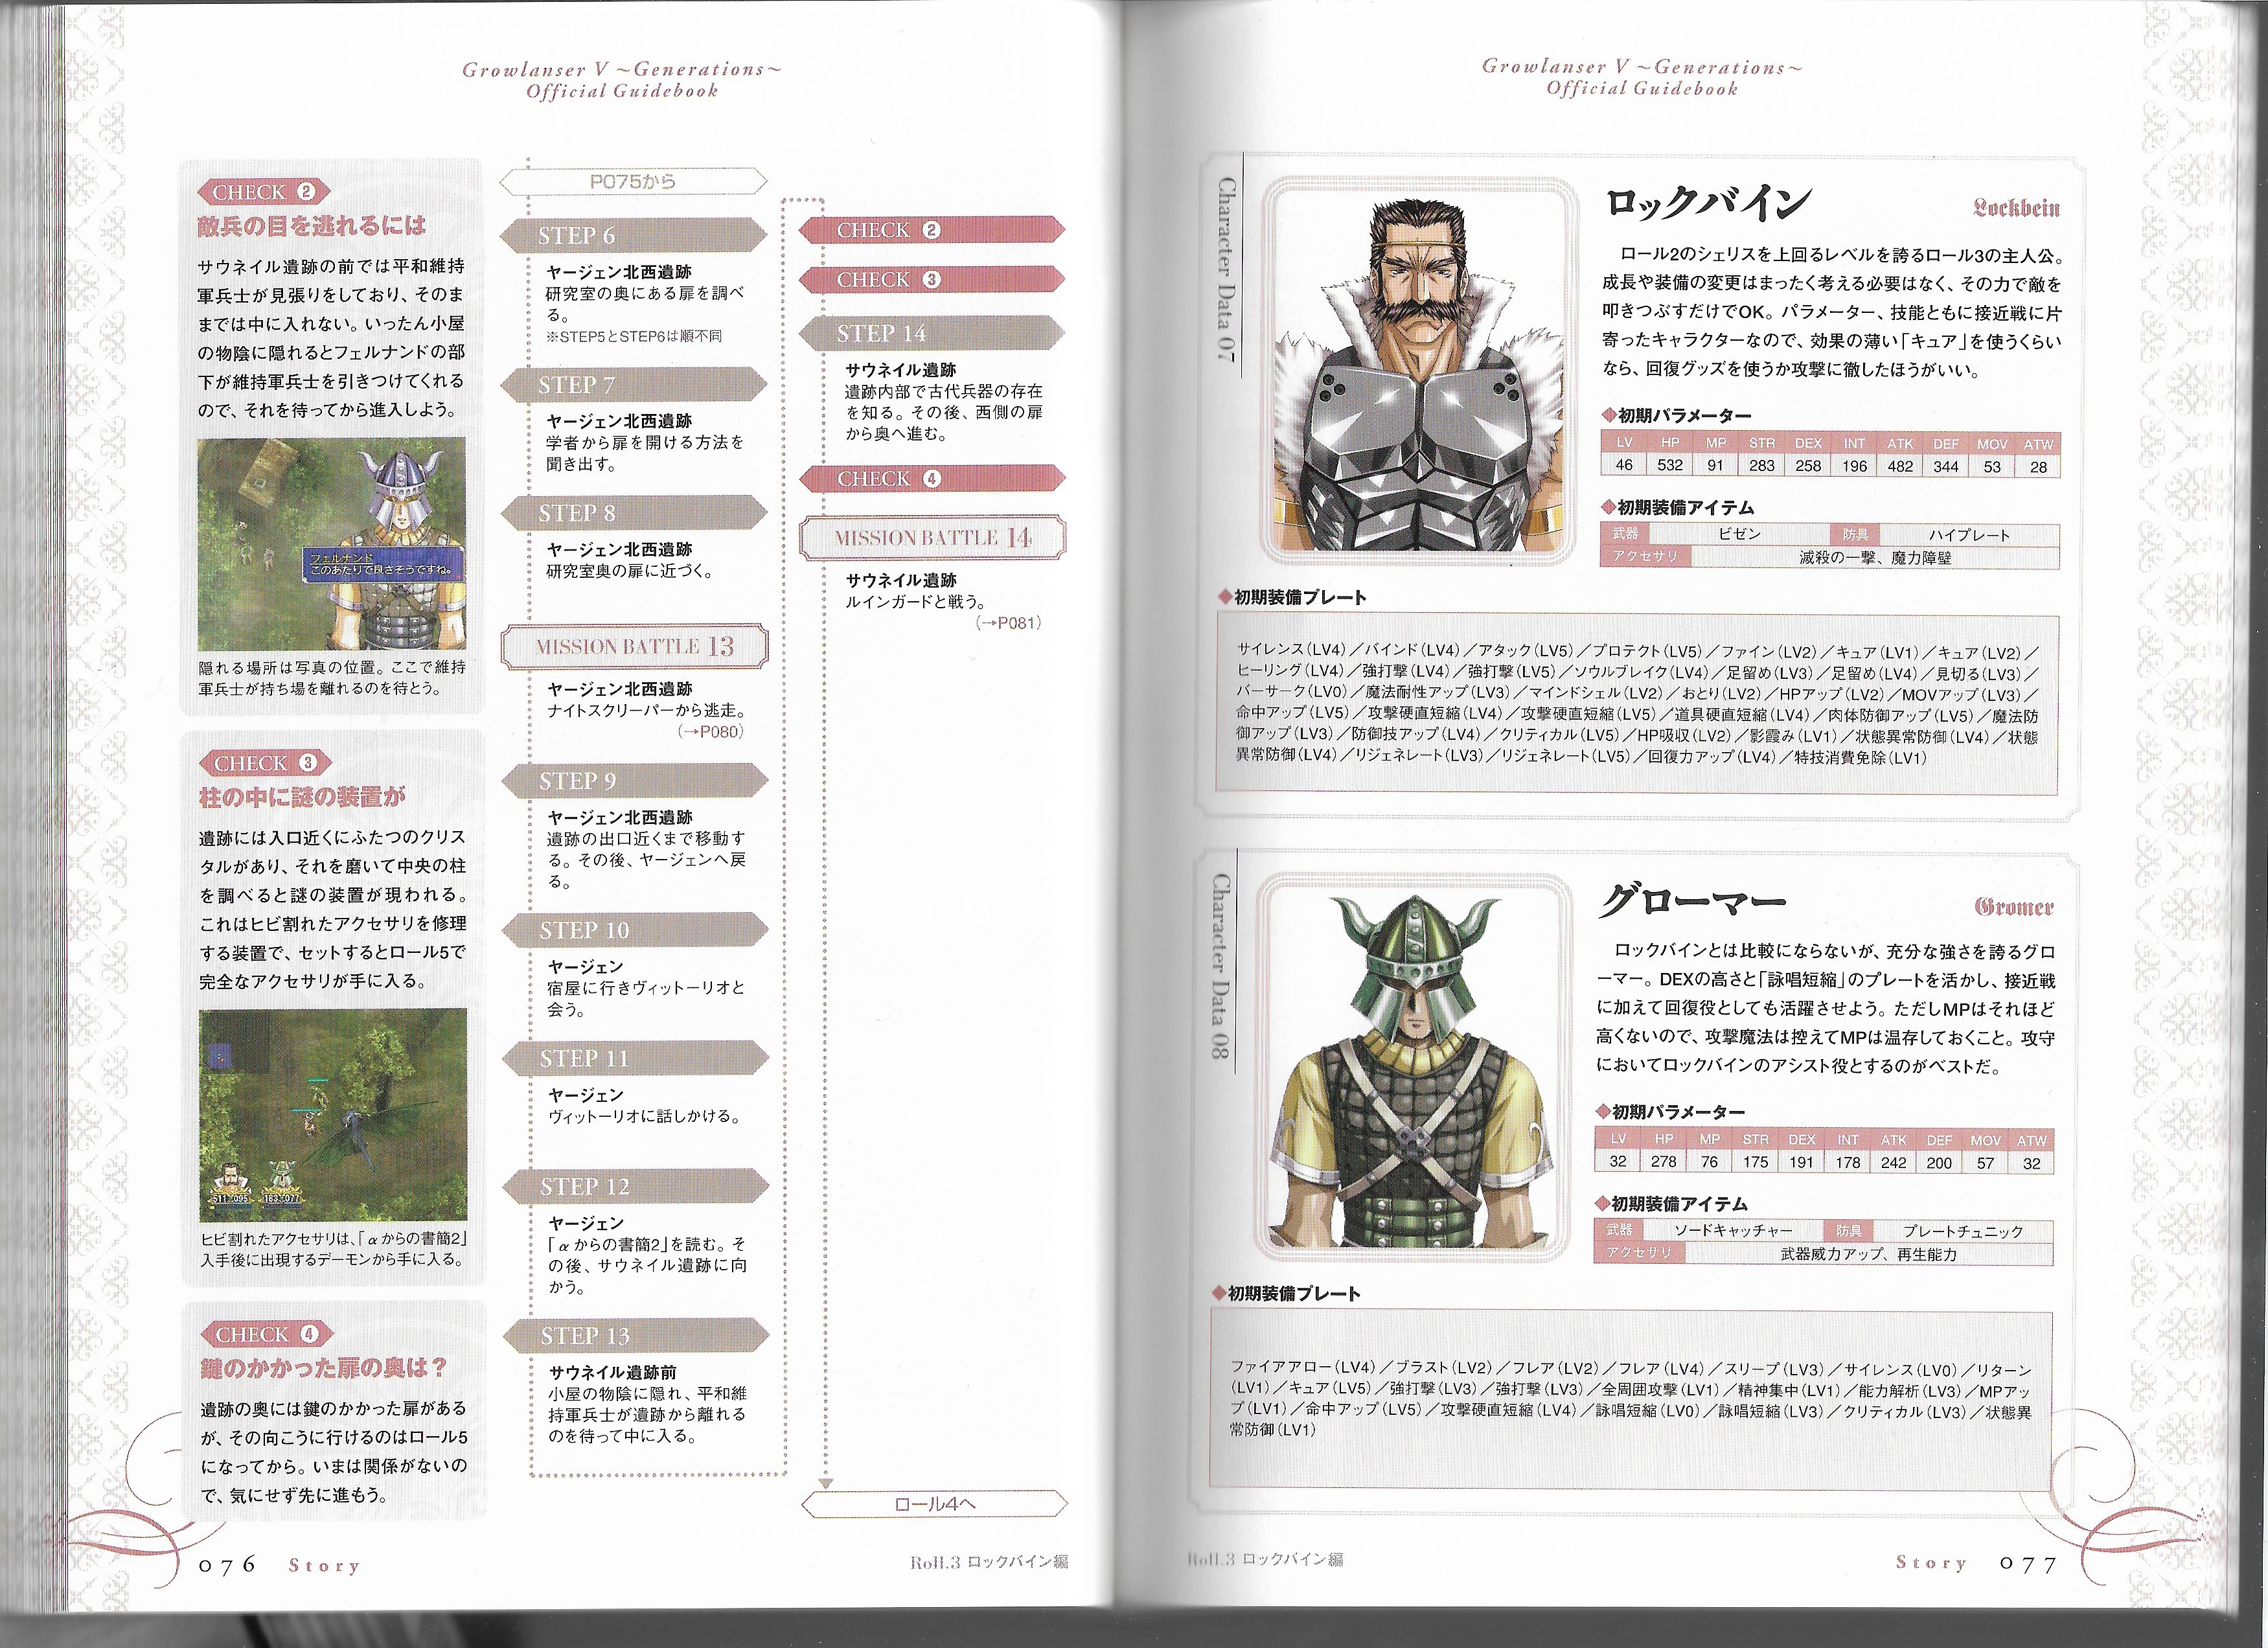 Growlanser V ~Generations~
Official Guidebook
CHECK 2
敵兵の目を逃れるには
サウネイル遺跡の前では平和維持
軍兵士が見張りをしており、そのま
までは中に入れない。いったん小屋
の物陰に隠れるとフェルナンドの部
下が維持軍兵士を引きつけてくれる
ので、それを待ってから進入しよう。
フェルナンド
このあたりで良さそうですね。
隠れる場所は写真の位置。ここで維持
軍兵士が持ち場を離れるのを待とう。
CHECK 3
柱の中に謎の装置が
遺跡には入口近くにふたつのクリス
タルがあり、それを磨いて中央の柱
を調べると謎の装置が現われる。
これはヒビ割れたアクセサリを修理
する装置で、セットするとロール5で
完全なアクセサリが手に入る。
ヒビ割れたアクセサリは、「αからの書簡2」
入手後に出現するデーモンから手に入る。
CHECK 4
鍵のかかった扉の奥は?
遺跡の奥には鍵のかかった扉がある
が、その向こうに行けるのはロール5
になってから。いまは関係がないの
で、気にせず先に進もう。
P075から
STEP 6
ヤージェン北西遺跡
研究室の奥にある扉を調べ
る。
※STEP5とSTEP6は順不同
STEP 7
ヤージェン北西遺跡
学者から扉を開ける方法を
聞き出す。
STEP 8
ヤージェン北西遺跡
研究室奥の扉に近づく。
MISSION BATTLE 13
ヤージェン北西遺跡
ナイトスクリーパーから逃走。
(→P080)
STEP 9
ヤージェン北西遺跡
遺跡の出口近くまで移動す
る。その後、ヤージェンへ戻
る。
STEP 10
ヤージェン
宿屋に行きヴィットーリオと
会う。
STEP 11
ヤージェン
ヴィットーリオに話しかける。
STEP 12
ヤージェン
「αからの書簡2」を読む。そ
の後、サウネイル遺跡に向
かう。
STEP 13
サウネイル遺跡前
小屋の物陰に隠れ、平和維
持軍兵士が遺跡から離れる
のを待って中に入る。
CHECK 2
CHECK 3
STEP 14
サウネイル遺跡
遺跡内部で古代兵器の存在
を知る。その後、西側の扉
から奥へ進む。
CHECK 4
MISSION BATTLE 14
サウネイル遺跡
ルインガードと戦う。
(→P081)
ロール4へ
076 Story
Roll.3 ロックバイン編
Growlanser V ~Generations~
Official Guidebook
Character Data 07
ロックバイン
Lockbein
ロール2のシェリスを上回るレベルを誇るロール3の主人公。
成長や装備の変更はまったく考える必要はなく、その力で敵を
叩きつぶすだけでOK。パラメーター、技能ともに接近戦に片
寄ったキャラクターなので、効果の薄い「キュア」を使うくらい
なら、回復グッズを使うか攻撃に徹したほうがいい。
◆初期パラメーター
LV HP MP STR DEX INT ATK DEF MOV ATW
46 532 91 283 258 196 482 344 53 28
◆初期装備アイテム
武器 ビゼン 防具 ハイプレート
アクセサリ 滅殺の一撃、魔力障壁
◆初期装備プレート
サイレンス(LV4)/バインド(LV4)/アタック(LV5)/プロテクト(LV5)/ファイン(LV2)/キュア(LV1)/キュア(LV2)/
ヒーリング(LV4)/強打撃(LV4)/強打撃(LV5)/ソウルブレイク(LV4)/足留め(LV3)/足留め(LV4)/見切る(LV3)/
バーサーク(LV0)/魔法耐性アップ(LV3)/マインドシェル(LV2)/おとり(LV2)/HPアップ(LV2)/MOVアップ(LV3)/
命中アップ(LV5)/攻撃硬直短縮(LV4)/攻撃硬直短縮(LV5)/道具硬直短縮(LV4)/肉体防御アップ(LV5)/魔法防
御アップ(LV3)/防御技アップ(LV4)/クリティカル(LV5)/HP吸収(LV2)/影霞み(LV1)/状態異常防御(LV4)/状態
異常防御(LV4)/リジェネレート(LV3)/リジェネレート(LV5)/回復力アップ(LV4)/特技消費免除(LV1)
Character Data 08
グローマー
Gromer
ロックバインとは比較にならないが、充分な強さを誇るグロ
ーマー。DEXの高さと「詠唱短縮」のプレートを活かし、接近戦
に加えて回復役としても活躍させよう。ただしMPはそれほど
高くないので、攻撃魔法は控えてMPは温存しておくこと。攻守
においてロックバインのアシスト役とするのがベストだ。
◆初期パラメーター
LV HP MP STR DEX INT ATK DEF MOV ATW
32 278 76 175 191 178 242 200 57 32
◆初期装備アイテム
武器 ソードキャッチャー 防具 プレートチュニック
アクセサリ 武器威力アップ、再生能力
◆初期装備プレート
ファイアアロー(LV4)/ブラスト(LV2)/フレア(LV2)/フレア(LV4)/スリープ(LV3)/サイレンス(LV0)/リターン
(LV1)/キュア(LV5)/強打撃(LV3)/強打撃(LV3)/全周囲攻撃(LV1)/精神集中(LV1)/能力解析(LV3)/MPアッ
プ(LV1)/命中アップ(LV5)/攻撃硬直短縮(LV4)/詠唱短縮(LV0)/詠唱短縮(LV3)/クリティカル(LV3)/状態異
常防御(LV1)
Roll.3 ロックバイン編
Story 077